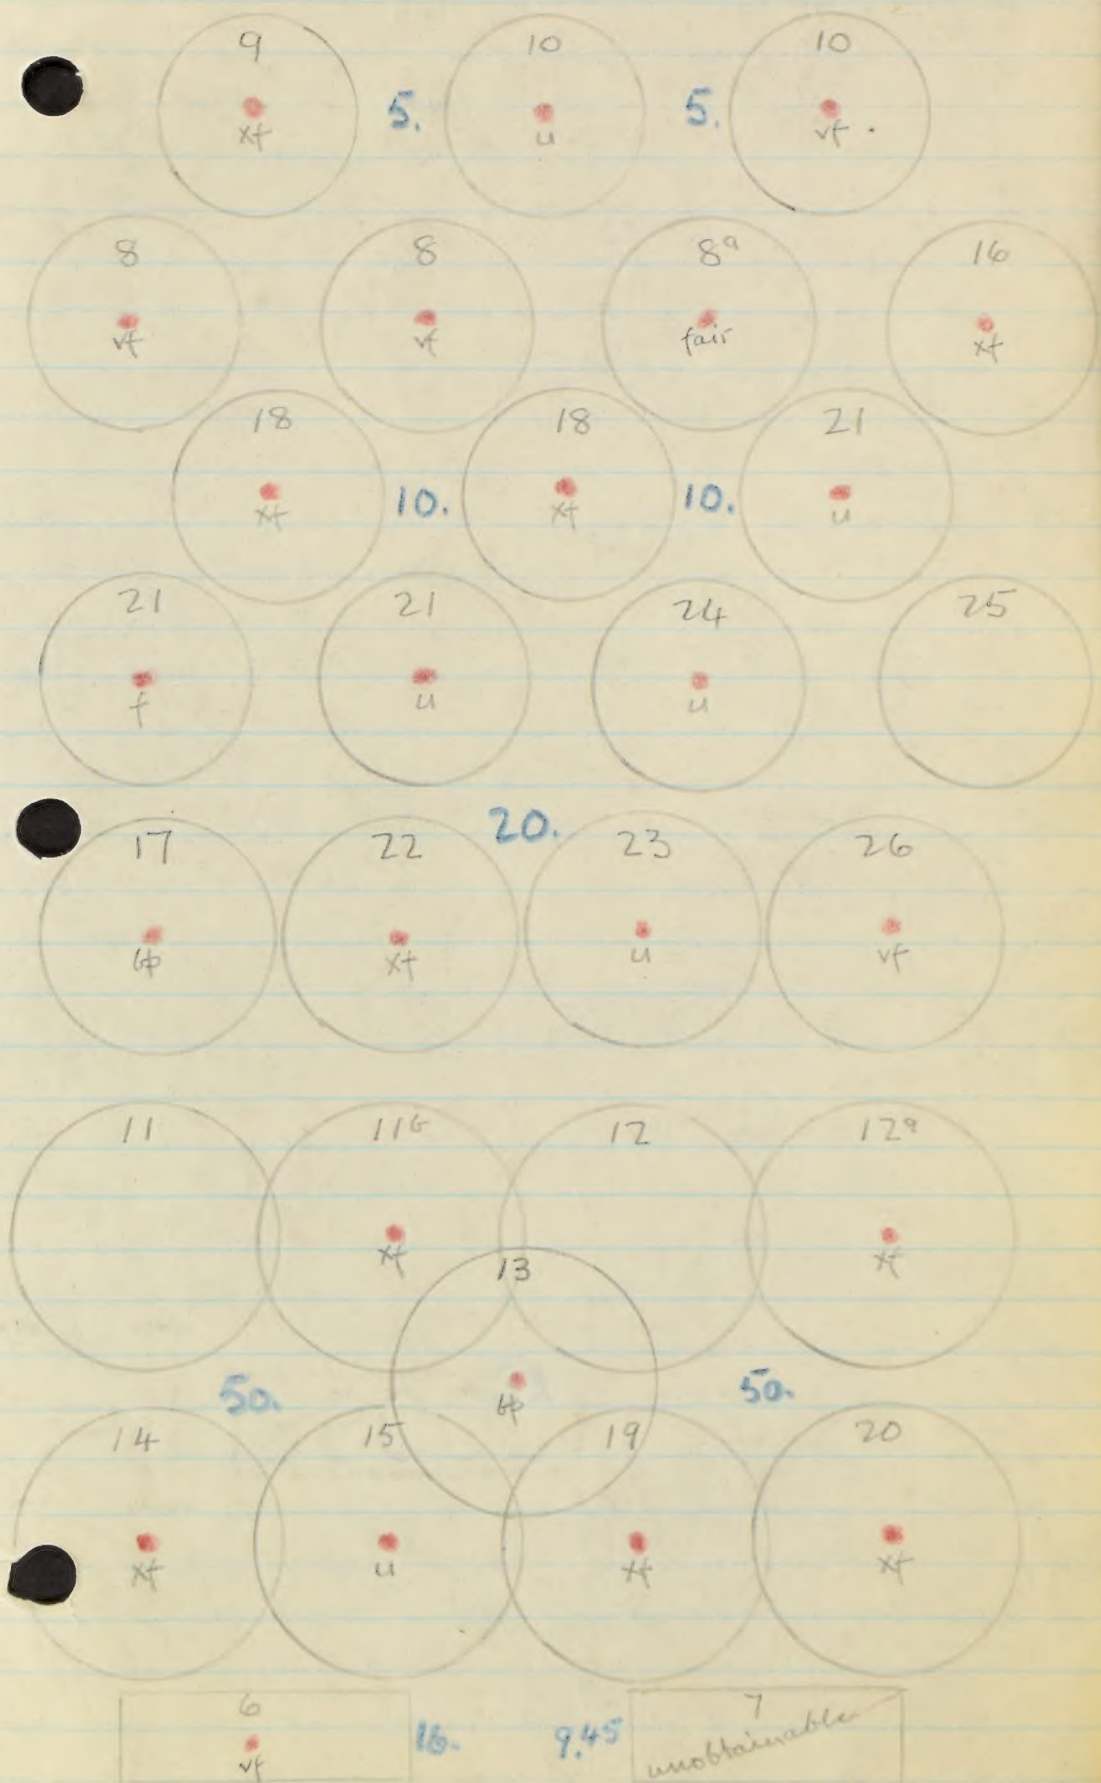 9 10 10
5. 5.
xf u vf.
8 8 8a 16
vf vf fair xf
18 18 21
10. 10.
xf xf u
21 21 24 25
f u u
20.
17 22 23 26
xf u vf
11 11b 12 12a
xf xf
13
50. 50.
14 15 19 20
xf u xf xf
6 7
16. 9.45 unobtainable
vf